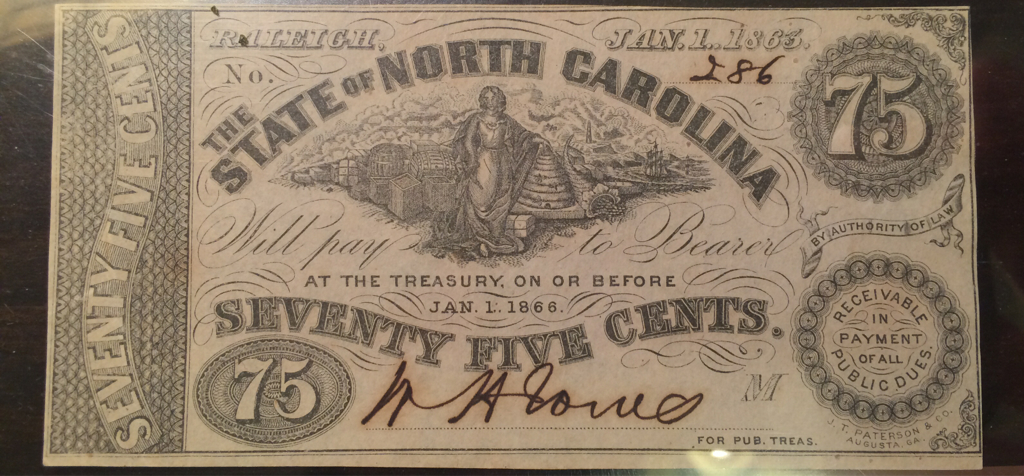 SEVENTY FIVE CENTS
RALEIGH, JAN. 1. 1863.
No. 286
THE
STATE OF NORTH CAROLINA
75
Will pay to Bearer
BY AUTHORITY OF LAW
AT THE TREASURY, ON OR BEFORE
JAN. 1. 1866.
SEVENTY FIVE CENTS.
RECEIVABLE
IN
PAYMENT
OF ALL
PUBLIC DUES.
75
W H Jones
M
FOR PUB. TREAS.
J. T. PATERSON & CO.
AUGUSTA, GA